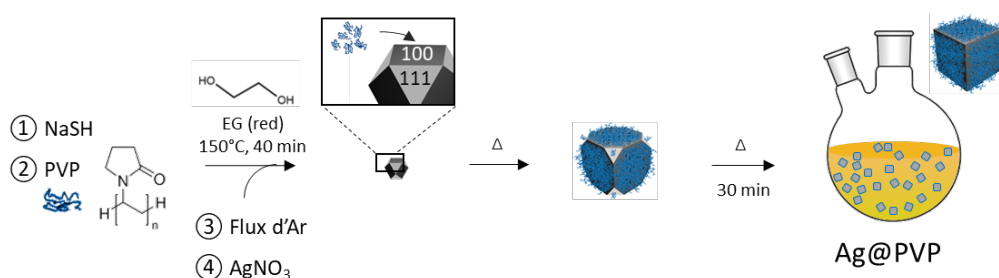 ① NaSH
② PVP
N
O
H
H
n
HO
OH
EG (red)
150°C, 40 min
③ Flux d'Ar
④ AgNO₃
100
111
Δ
Δ
30 min
Ag@PVP